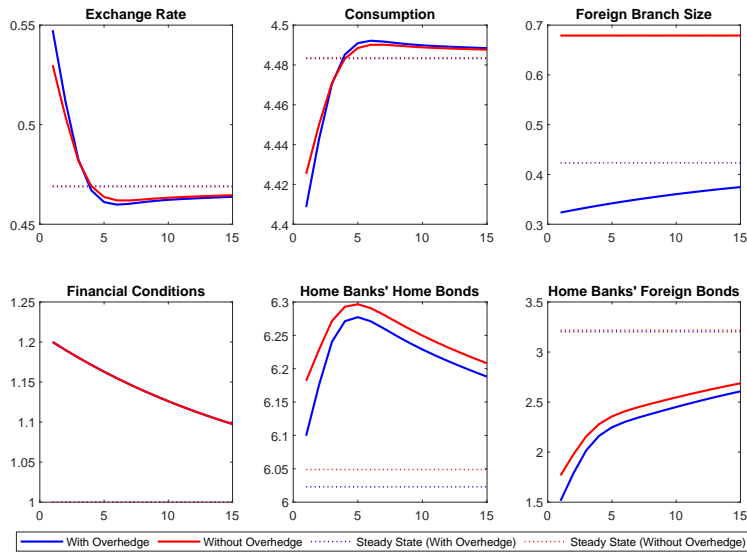 Exchange Rate
0.55
0.5
0.45
0 5 10 15
Consumption
4.5
4.48
4.46
4.44
4.42
4.4
0 5 10 15
Foreign Branch Size
0.7
0.6
0.5
0.4
0.3
0 5 10 15
Financial Conditions
1.25
1.2
1.15
1.1
1.05
1
0 5 10 15
Home Banks' Home Bonds
6.3
6.25
6.2
6.15
6.1
6.05
6
0 5 10 15
Home Banks' Foreign Bonds
3.5
3
2.5
2
1.5
0 5 10 15
With Overhedge Without Overhedge Steady State (With Overhedge) Steady State (Without Overhedge)